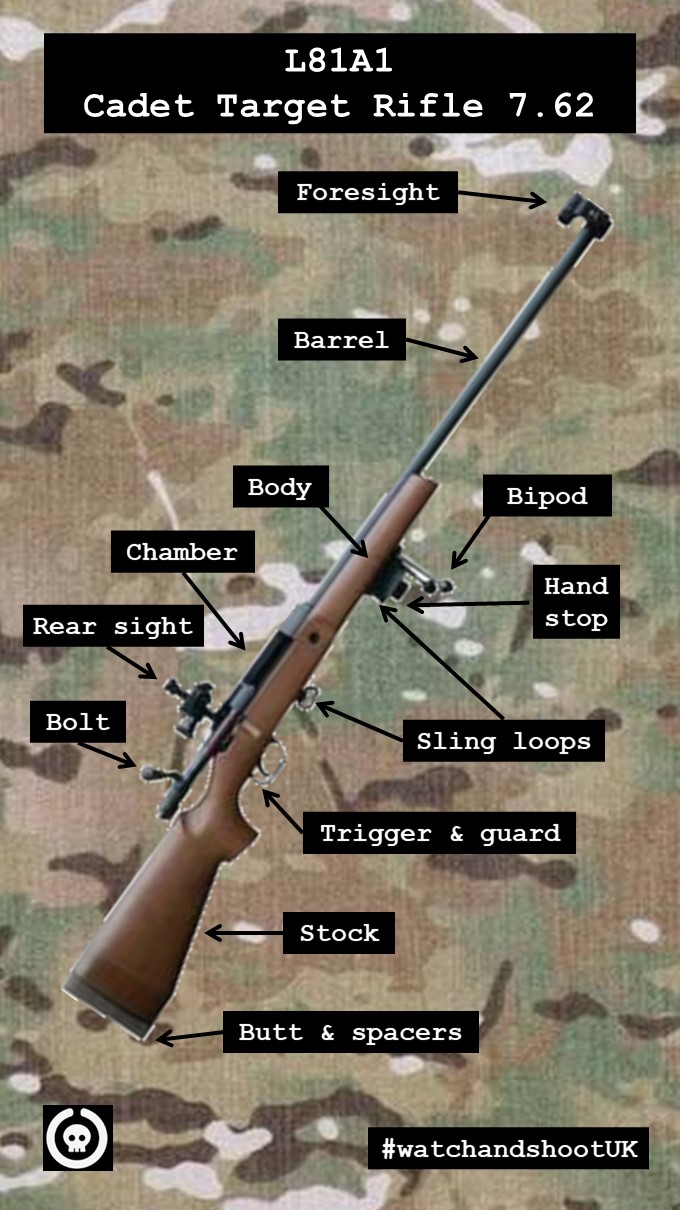 L81A1
Cadet Target Rifle 7.62
Foresight
Barrel
Body
Bipod
Chamber
Hand
stop
Rear sight
Bolt
Sling loops
Trigger & guard
Stock
Butt & spacers
#watchandshootUK